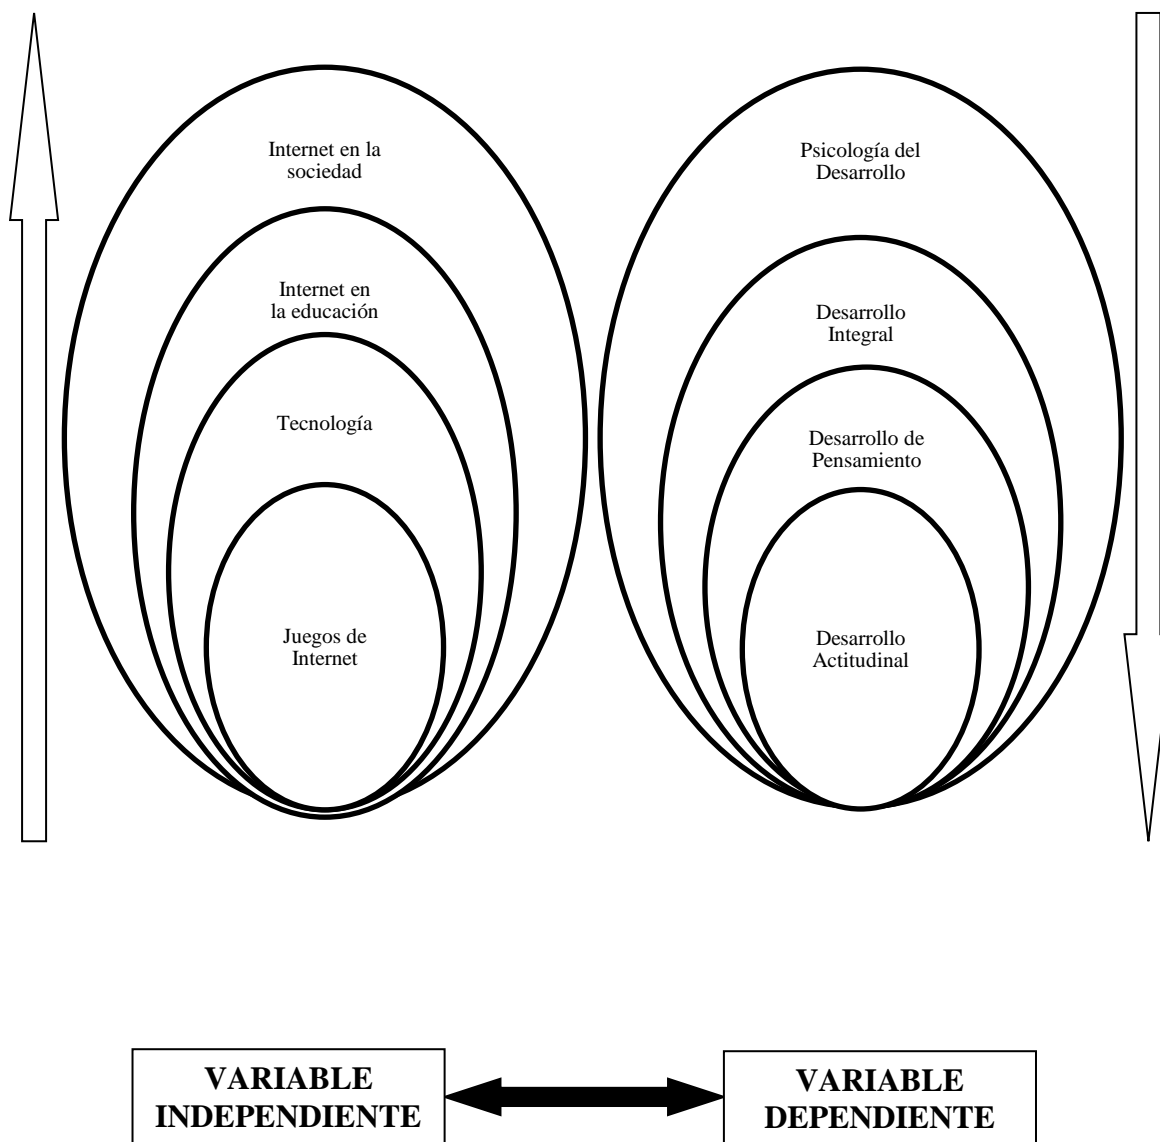 Internet en la
sociedad
Internet en
la educación
Tecnología
Juegos de
Internet
Psicología del
Desarrollo
Desarrollo
Integral
Desarrollo de
Pensamiento
Desarrollo
Actitudinal
VARIABLE
INDEPENDIENTE
VARIABLE
DEPENDIENTE